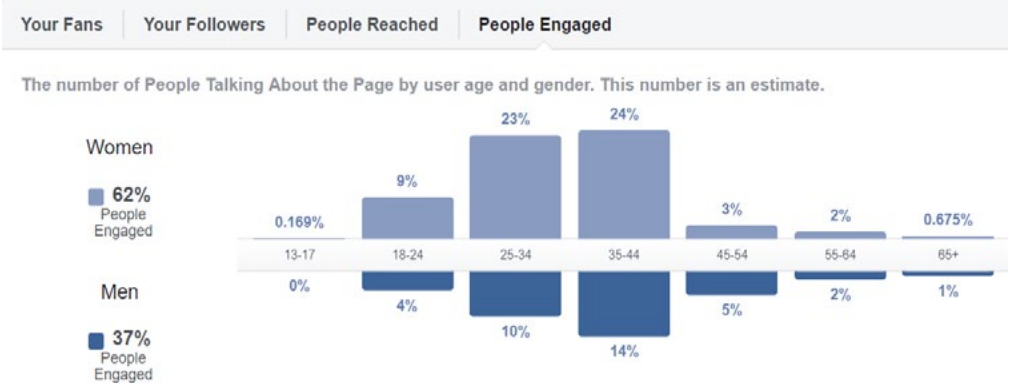 Your Fans Your Followers People Reached People Engaged
The number of People Talking About the Page by user age and gender. This number is an estimate.
Women
62%
People
Engaged
0.169% 9% 23% 24% 3% 2% 0.675%
13-17 18-24 25-34 35-44 45-54 55-64 65+
0% 4% 10% 14% 5% 2% 1%
Men
37%
People
Engaged